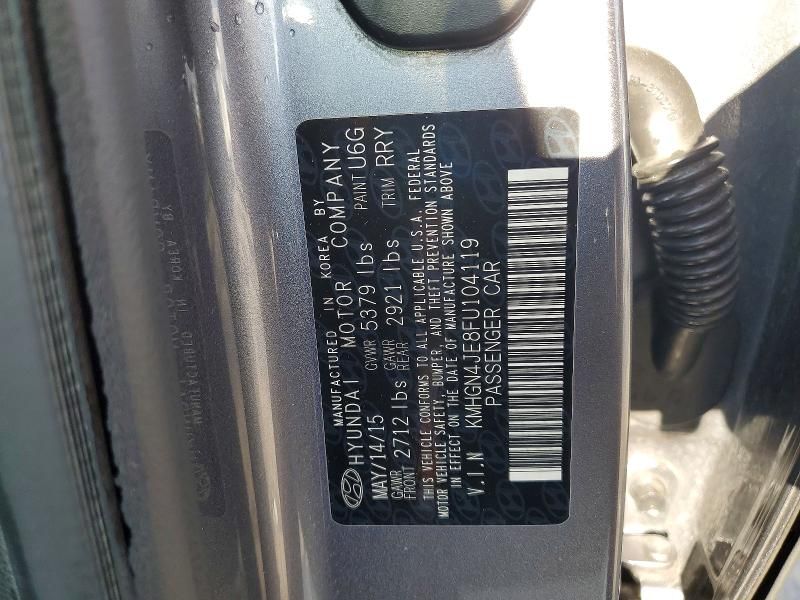 MANUFACTURED IN KOREA BY
HYUNDAI MOTOR COMPANY
MAY/14/15 GVWR 5379 lbs PAINT U6G
GAWR FRONT 2712 lbs GAWR REAR 2921 lbs TRIM RRY
THIS VEHICLE CONFORMS TO ALL APPLICABLE U.S.A. FEDERAL
MOTOR VEHICLE SAFETY, BUMPER, AND THEFT PREVENTION STANDARDS
IN EFFECT ON THE DATE OF MANUFACTURE SHOWN ABOVE
V.I.N KMHGN4JE8FU104119
PASSENGER CAR